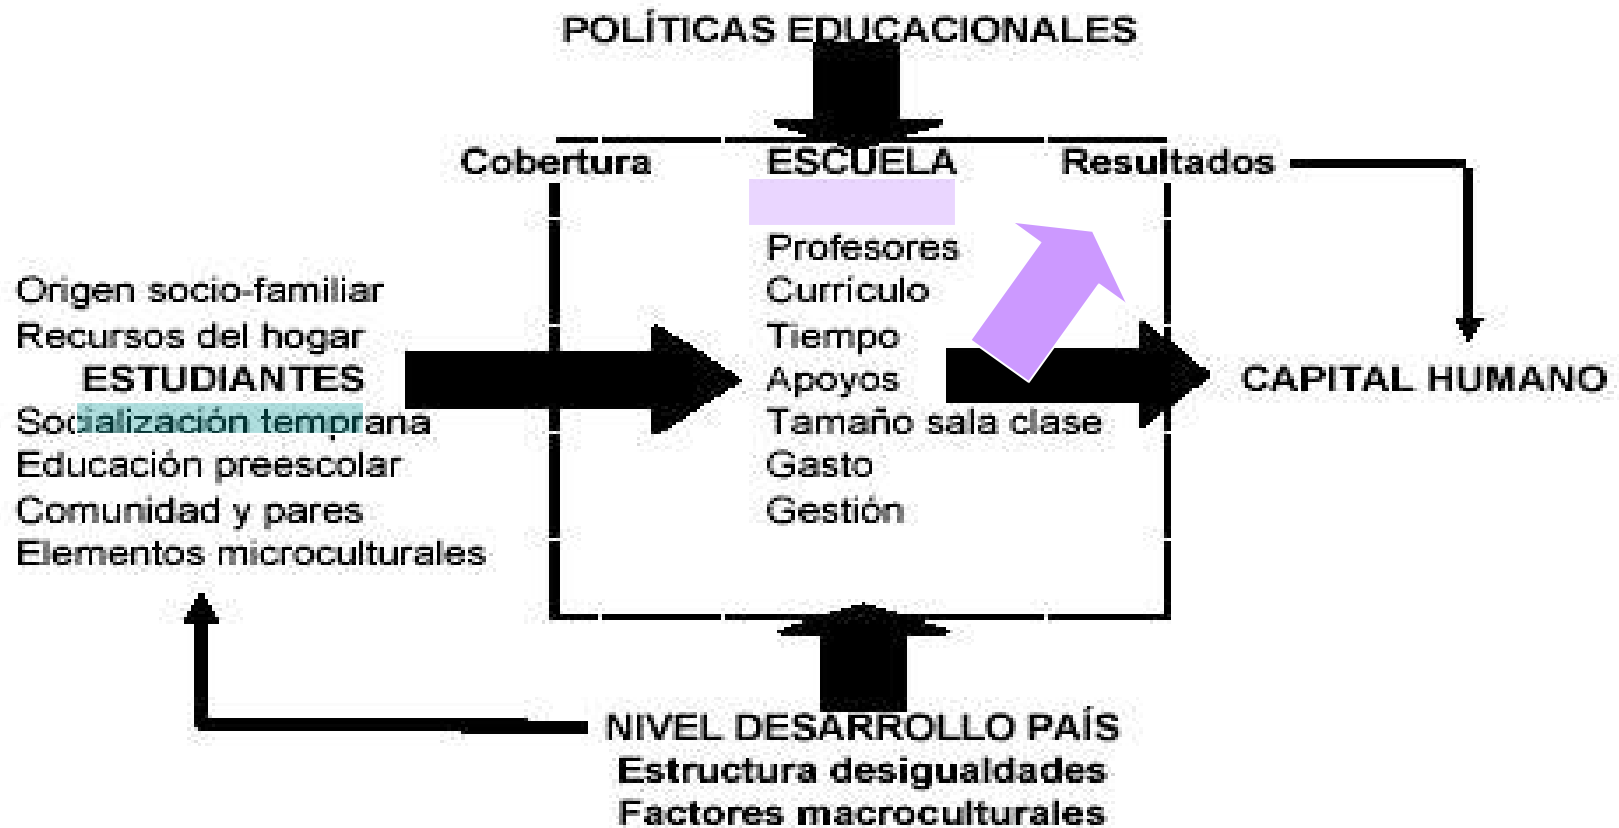 POLÍTICAS EDUCACIONALES
Cobertura
ESCUELA
Resultados
Profesores
Currículo
Tiempo
Apoyos
Tamaño sala clase
Gasto
Gestión
Origen socio-familiar
Recursos del hogar
ESTUDIANTES
Socialización temprana
Educación preescolar
Comunidad y pares
Elementos microculturales
CAPITAL HUMANO
NIVEL DESARROLLO PAÍS
Estructura desigualdades
Factores macroculturales